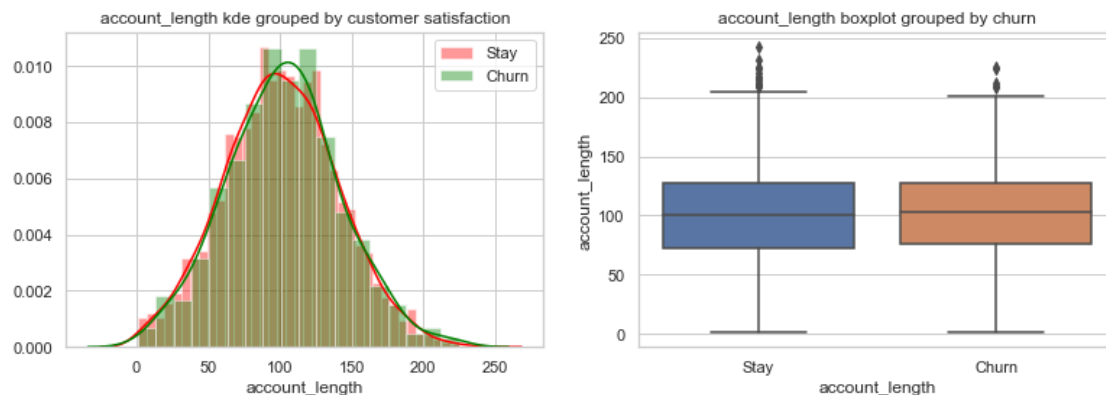 account_length kde grouped by customer satisfaction
Stay
Churn
0.010
0.008
0.006
0.004
0.002
0.000
0
50
100
150
200
250
account_length
account_length boxplot grouped by churn
250
200
150
100
50
0
account_length
Stay
Churn
account_length